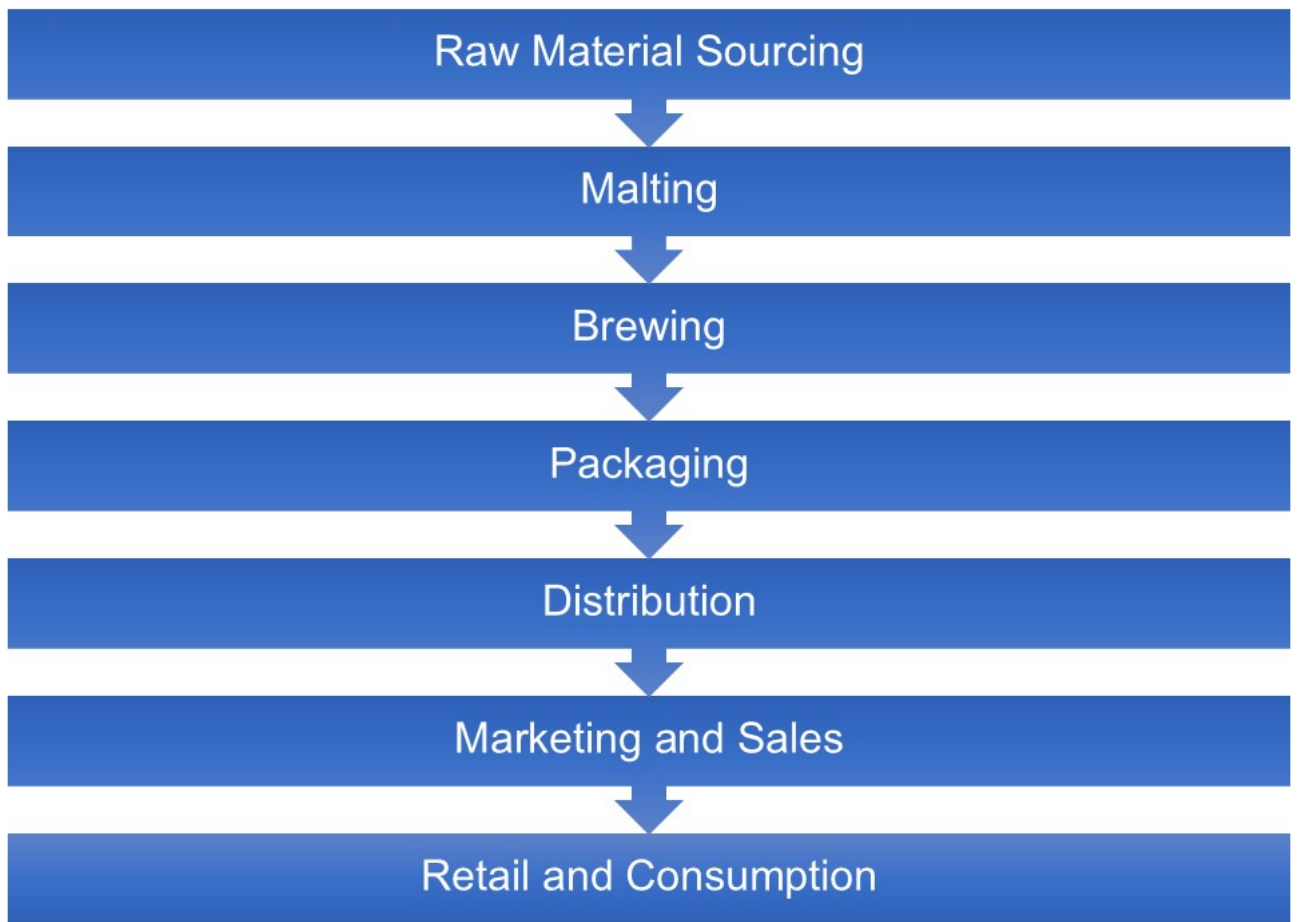 Raw Material Sourcing
Malting
Brewing
Packaging
Distribution
Marketing and Sales
Retail and Consumption